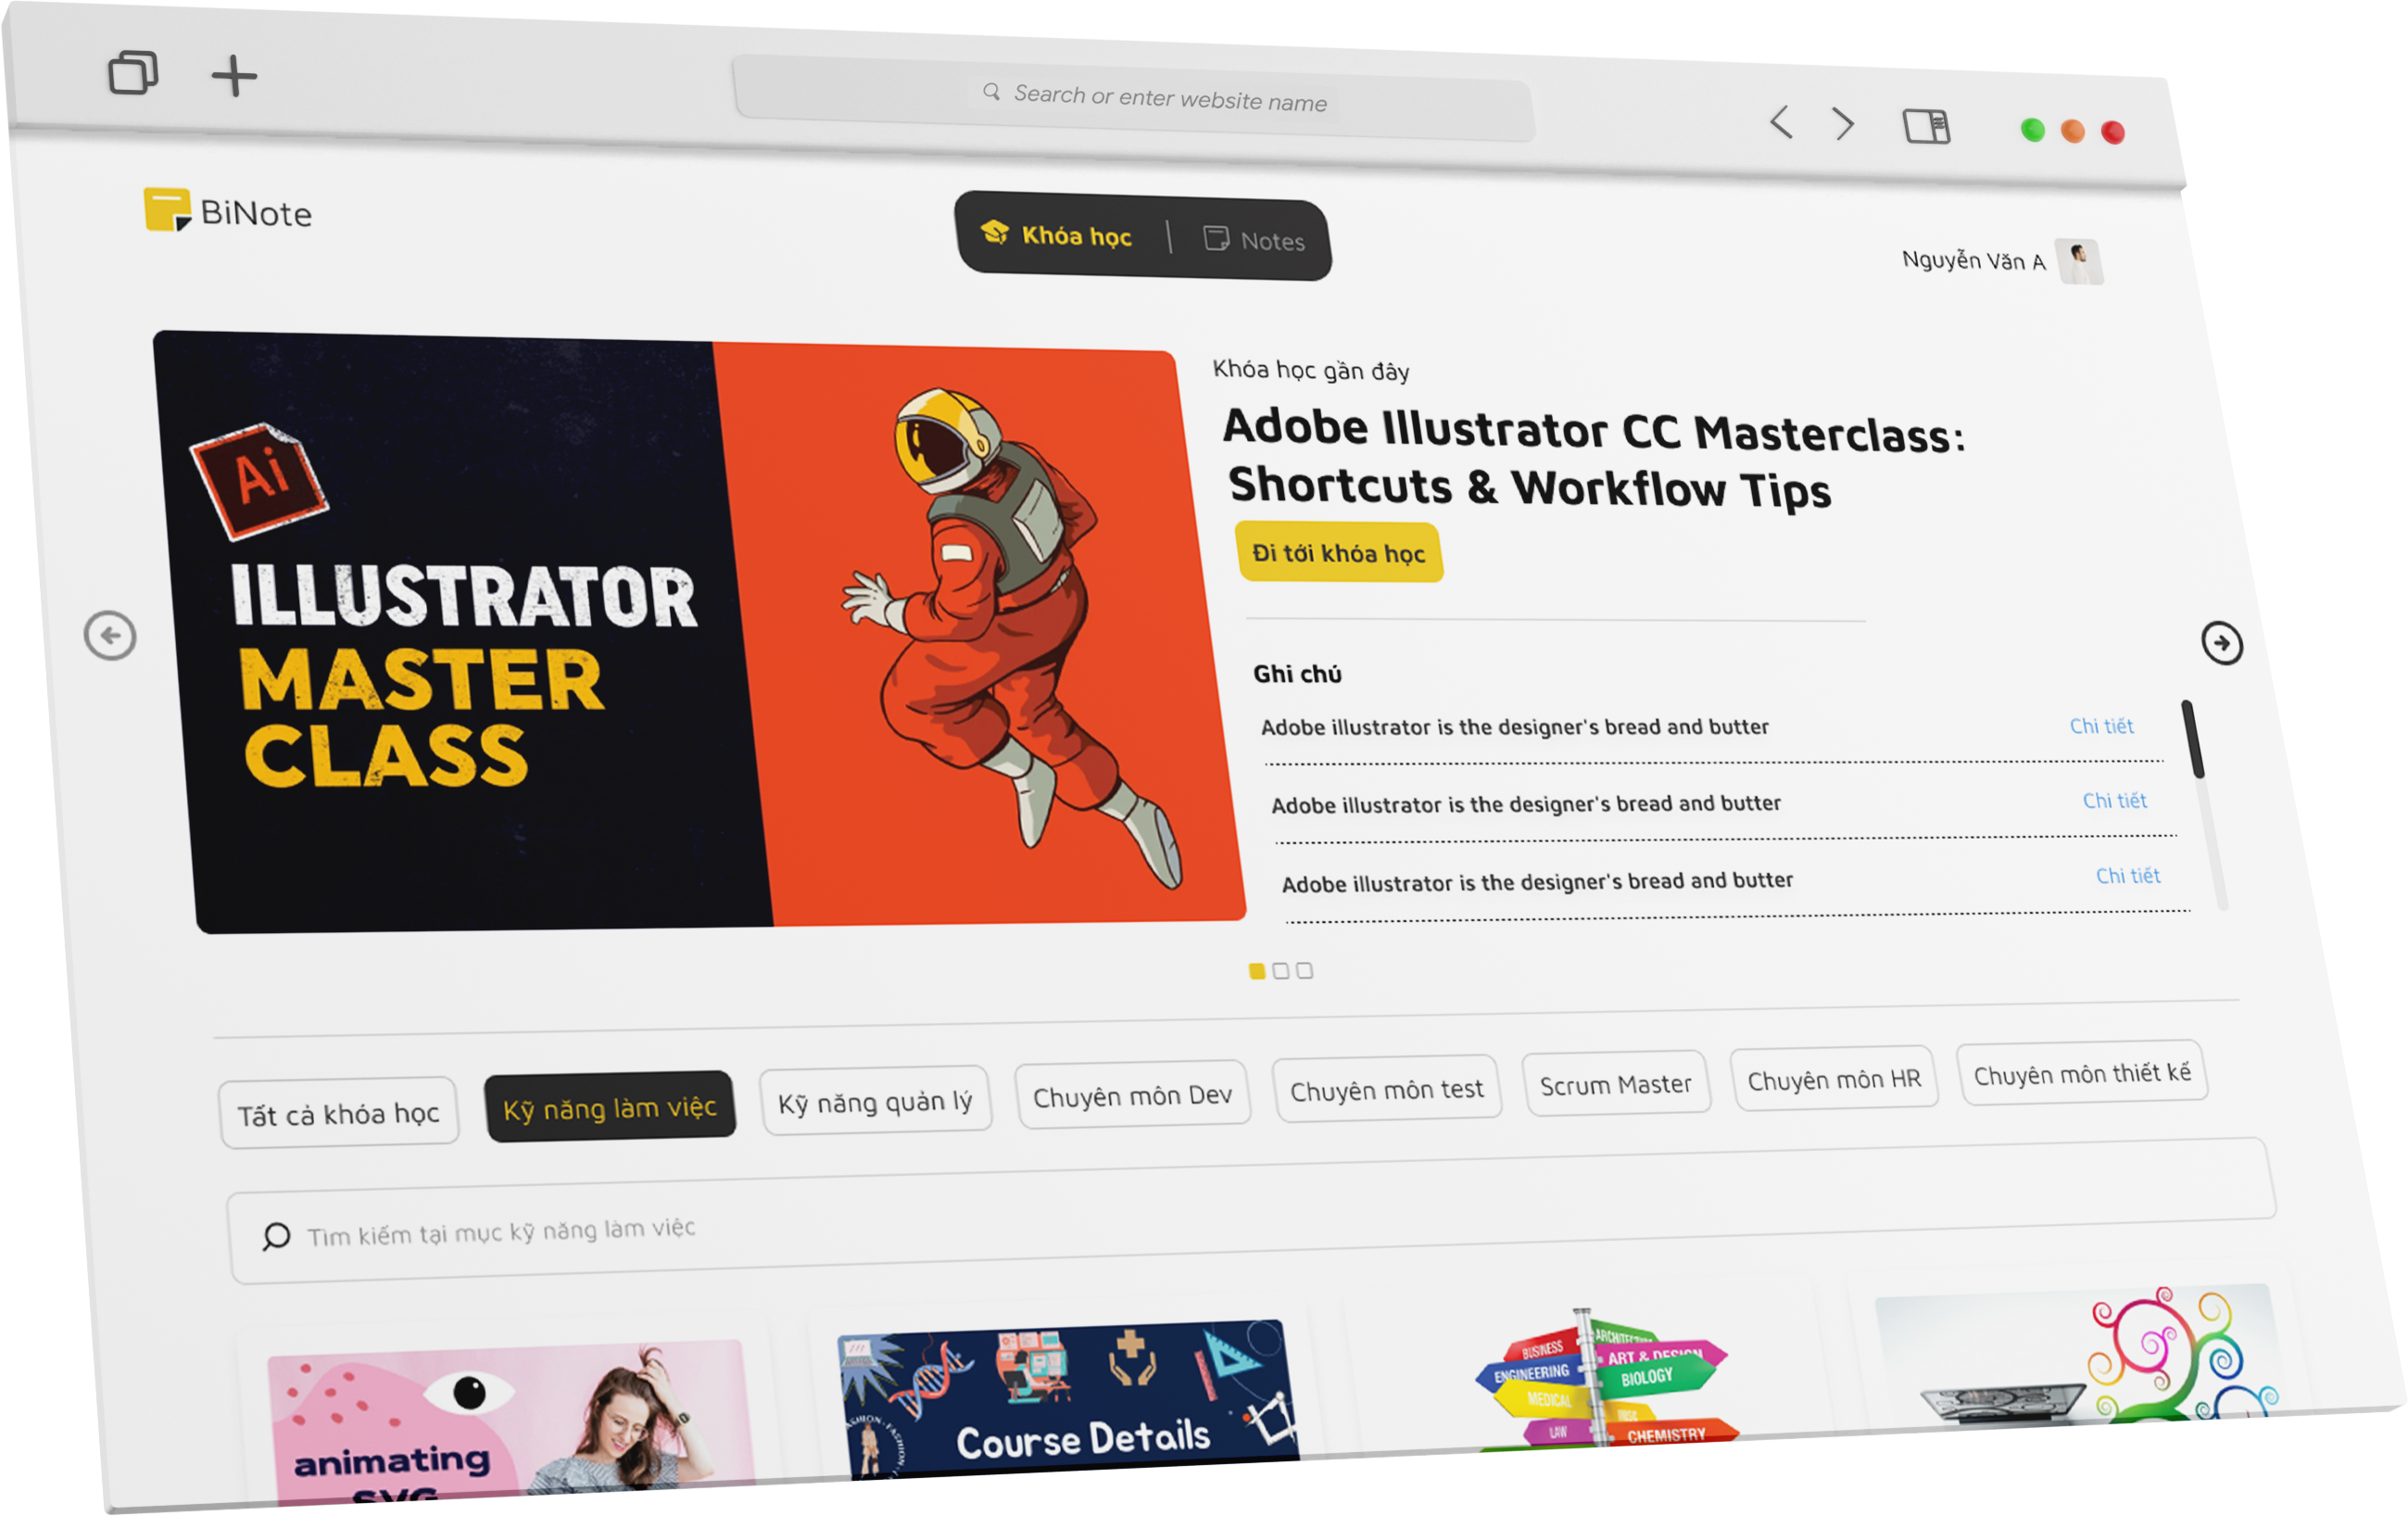 Search or enter website name
BiNote
Khóa học
Notes
Nguyễn Văn A
Ai
ILLUSTRATOR
MASTER
CLASS
Khóa học gần đây
Adobe Illustrator CC Masterclass:
Shortcuts & Workflow Tips
Đi tới khóa học
Ghi chú
Adobe illustrator is the designer's bread and butter
Chi tiết
Adobe illustrator is the designer's bread and butter
Chi tiết
Adobe illustrator is the designer's bread and butter
Chi tiết
Tất cả khóa học
Kỹ năng làm việc
Kỹ năng quản lý
Chuyên môn Dev
Chuyên môn test
Scrum Master
Chuyên môn HR
Chuyên môn thiết kế
Tìm kiếm tại mục kỹ năng làm việc
animating
SVG
FASHION · FASHION
Course Details
BUSINESS
ARCHITECTURE
ENGINEERING
ART & DESIGN
MEDICAL
BIOLOGY
MUSIC
LAW
CHEMISTRY